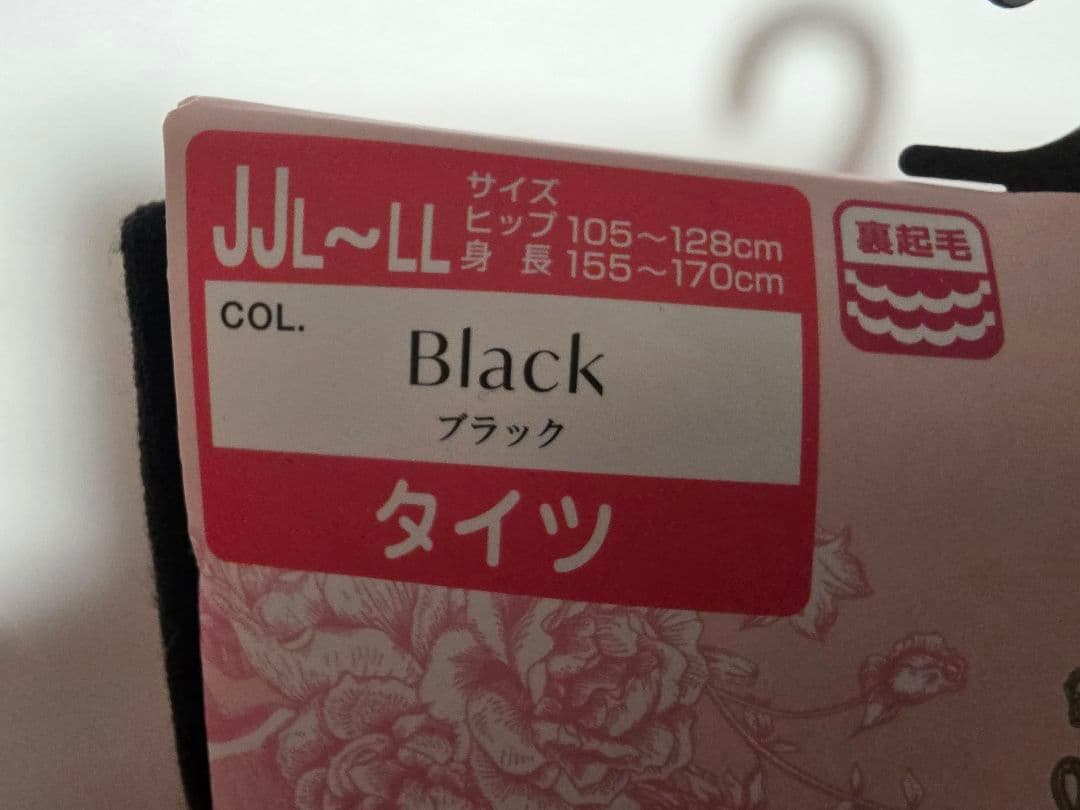 JJL～LL
サイズ
ヒップ 105～128cm
身長 155～170cm
裏起毛
COL.
Black
ブラック
タイツ